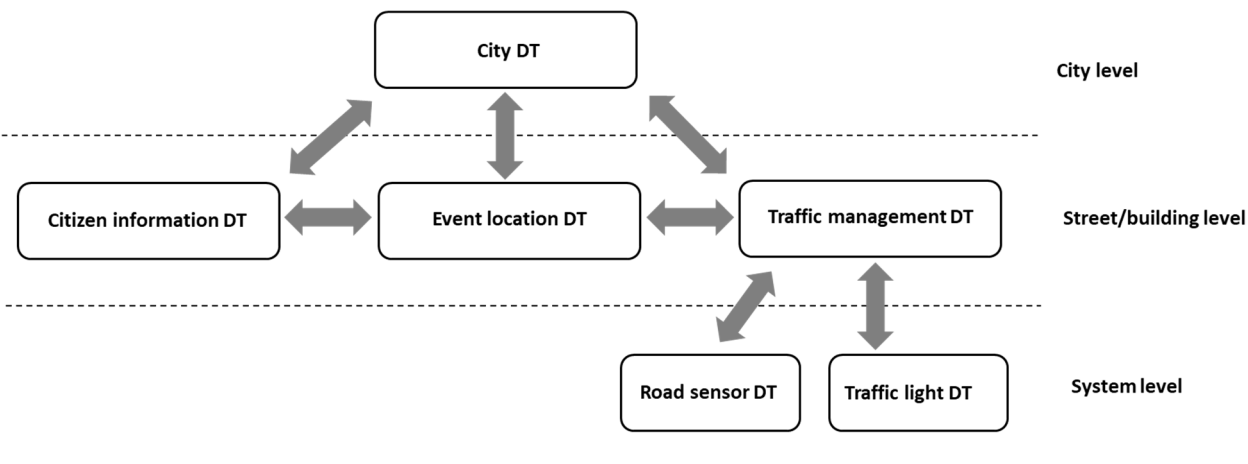 City DT
City level
Citizen information DT
Event location DT
Traffic management DT
Street/building level
Road sensor DT
Traffic light DT
System level